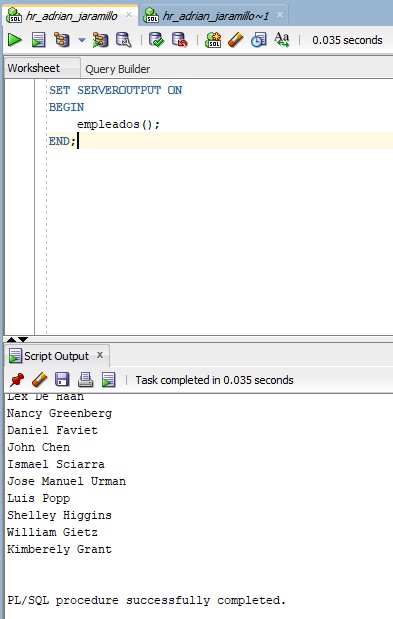 hr_adrian_jaramillo × hr_adrian_jaramillo~1 ×
SQL Aa 0.035 seconds
Worksheet Query Builder
SET SERVEROUTPUT ON
BEGIN
empleados();
END;
Script Output x
Task completed in 0.035 seconds
Lex De Haan
Nancy Greenberg
Daniel Faviet
John Chen
Ismael Sciarra
Jose Manuel Urman
Luis Popp
Shelley Higgins
William Gietz
Kimberely Grant
PL/SQL procedure successfully completed.